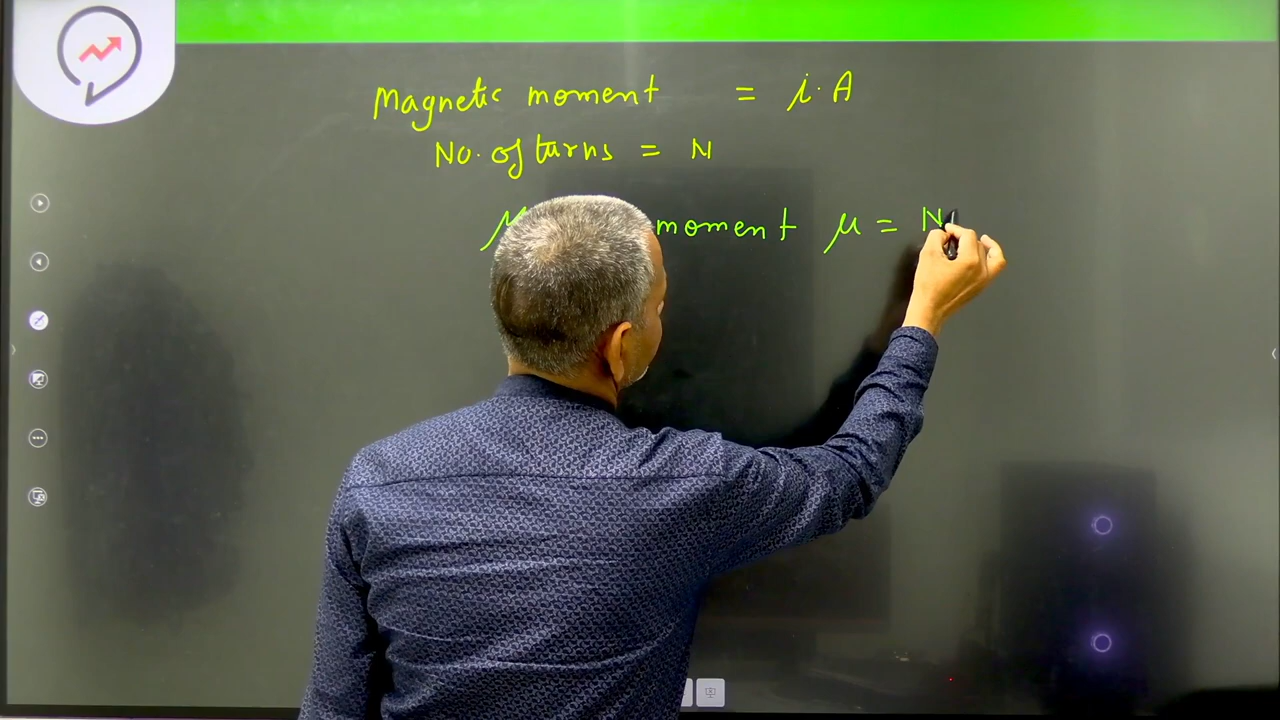 Magnetic moment = i·A
No. of turns = N
moment μ = N